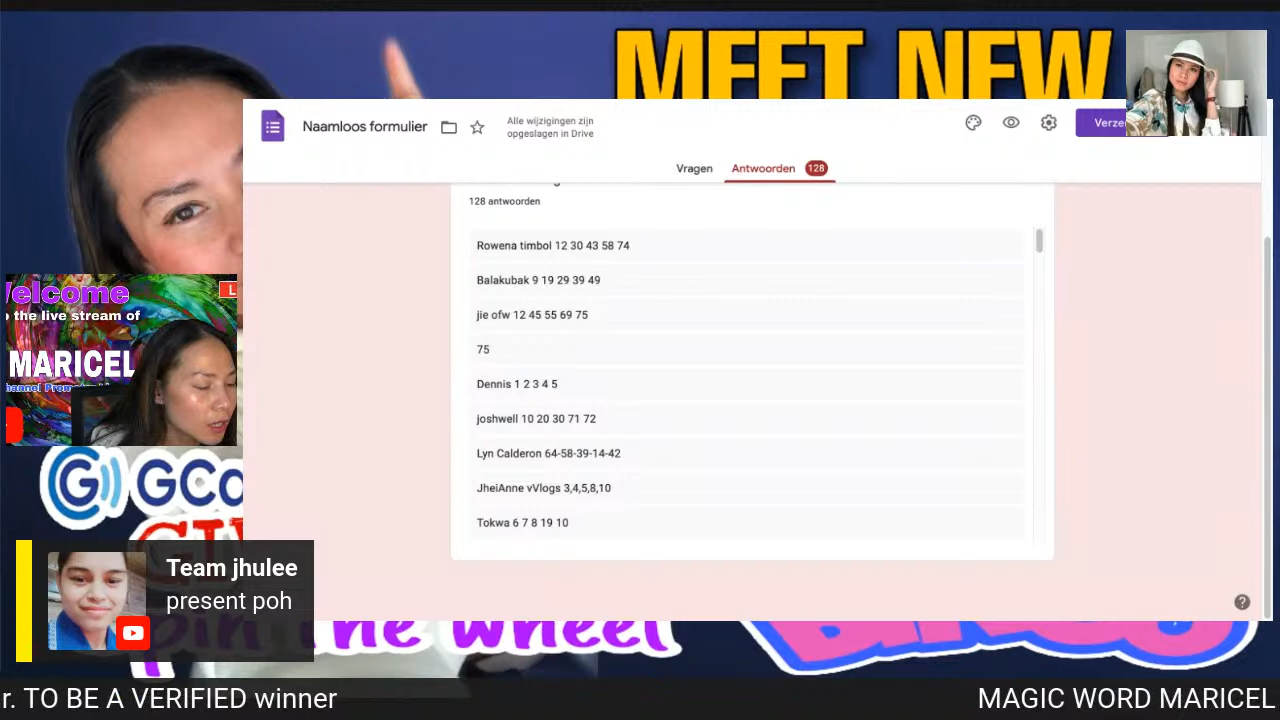 MEET NEW
Naamloos formulier
Alle wijzigingen zijn
opgeslagen in Drive
Vragen
Antwoorden 128
128 antwoorden
Rowena timbol 12 30 43 58 74
Balakubak 9 19 29 39 49
jie ofw 12 45 55 69 75
75
Dennis 1 2 3 4 5
joshwell 10 20 30 71 72
Lyn Calderon 64-58-39-14-42
JheiAnne vVlogs 3,4,5,8,10
Tokwa 6 7 8 19 10
the live stream of
MARICEL
Team jhulee
present poh
the wheel
r. TO BE A VERIFIED winner
MAGIC WORD MARICEL